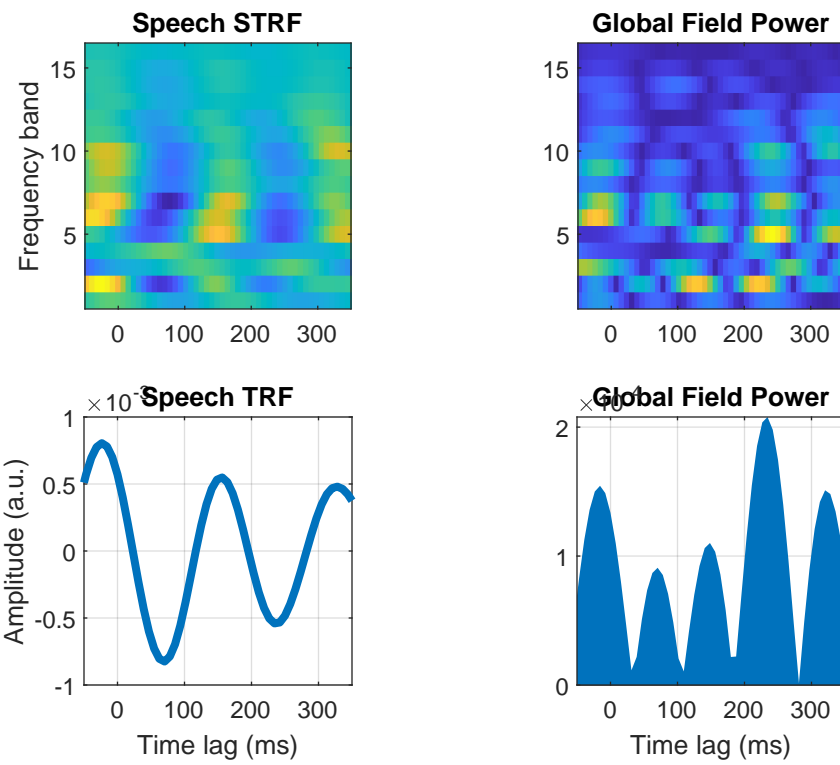 Speech STRF
Frequency band
15
10
5
0 100 200 300
Global Field Power
15
10
5
0 100 200 300
Speech TRF
×10-3
Amplitude (a.u.)
1
0.5
0
-0.5
-1
0 100 200 300
Time lag (ms)
Global Field Power
×10-4
2
1
0
0 100 200 300
Time lag (ms)